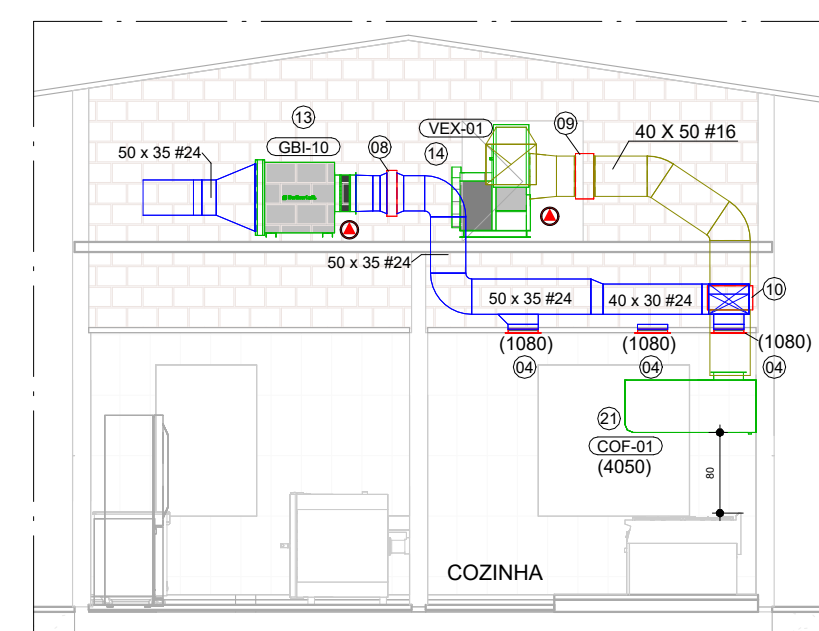 13
GBI-10
50 x 35 #24
08
VEX-01
14
09
40 X 50 #16
50 x 35 #24
50 x 35 #24
40 x 30 #24
10
(1080)
(1080)
(1080)
04
04
04
21
COF-01
(4050)
80
COZINHA